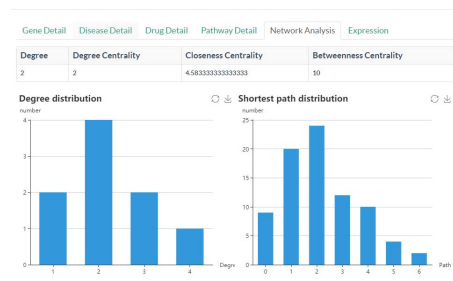 Gene Detail Disease Detail Drug Detail Pathway Detail Network Analysis Expression
Degree Degree Centrality Closeness Centrality Betweenness Centrality
2 2 4.583333333333333 10
Degree distribution
number
4
3
2
1
0
1 2 3 4
Degre
Shortest path distribution
number
25
20
15
10
5
0
0 1 2 3 4 5 6
Path